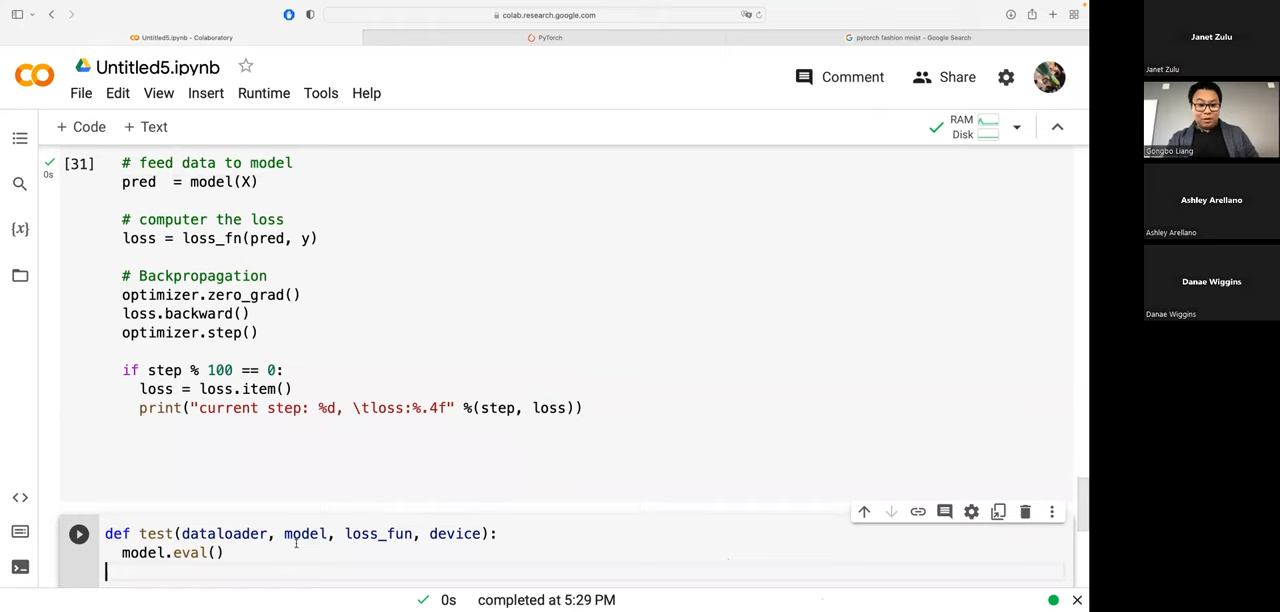 colab.research.google.com
Untitled5.ipynb - Colaboratory
PyTorch
pytorch fashion mnist - Google Search
Untitled5.ipynb
File Edit View Insert Runtime Tools Help
Comment
Share
+ Code + Text
RAM
Disk
[31]
0s
# feed data to model
pred = model(X)
# computer the loss
loss = loss_fn(pred, y)
# Backpropagation
optimizer.zero_grad()
loss.backward()
optimizer.step()
if step % 100 == 0:
loss = loss.item()
print("current step: %d, \tloss:%.4f" %(step, loss))
def test(dataloader, model, loss_fun, device):
model.eval()
0s completed at 5:29 PM
Janet Zulu
Janet Zulu
Gongbo Liang
Ashley Arellano
Ashley Arellano
Danae Wiggins
Danae Wiggins